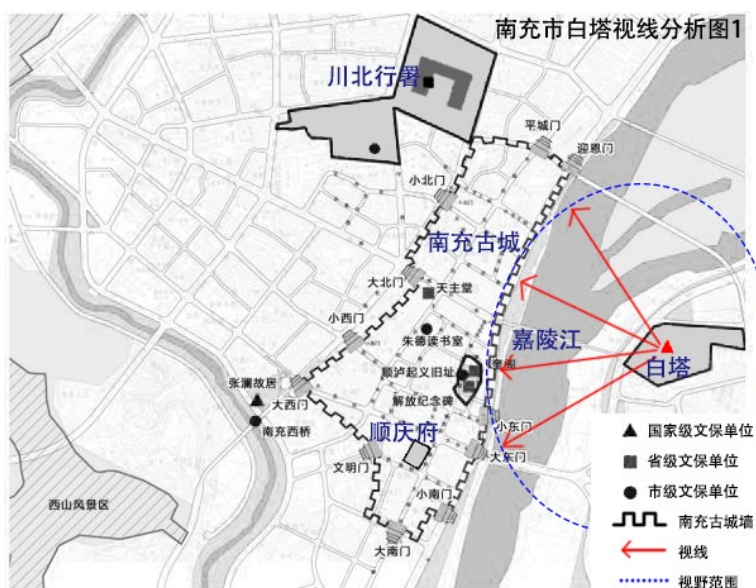 南充市白塔视线分析图1
川北行署
平城门
迎恩门
小北门
南充古城
大北门
天主堂
小西门
朱德读书室
嘉陵江
奎阁
白塔
顺泸起义旧址
张澜故居
大西门
解放纪念碑
南充西桥
顺庆府
小东门
大东门
文明门
小南门
大南门
西山风景区
国家级文保单位
省级文保单位
市级文保单位
南充古城墙
视线
视野范围